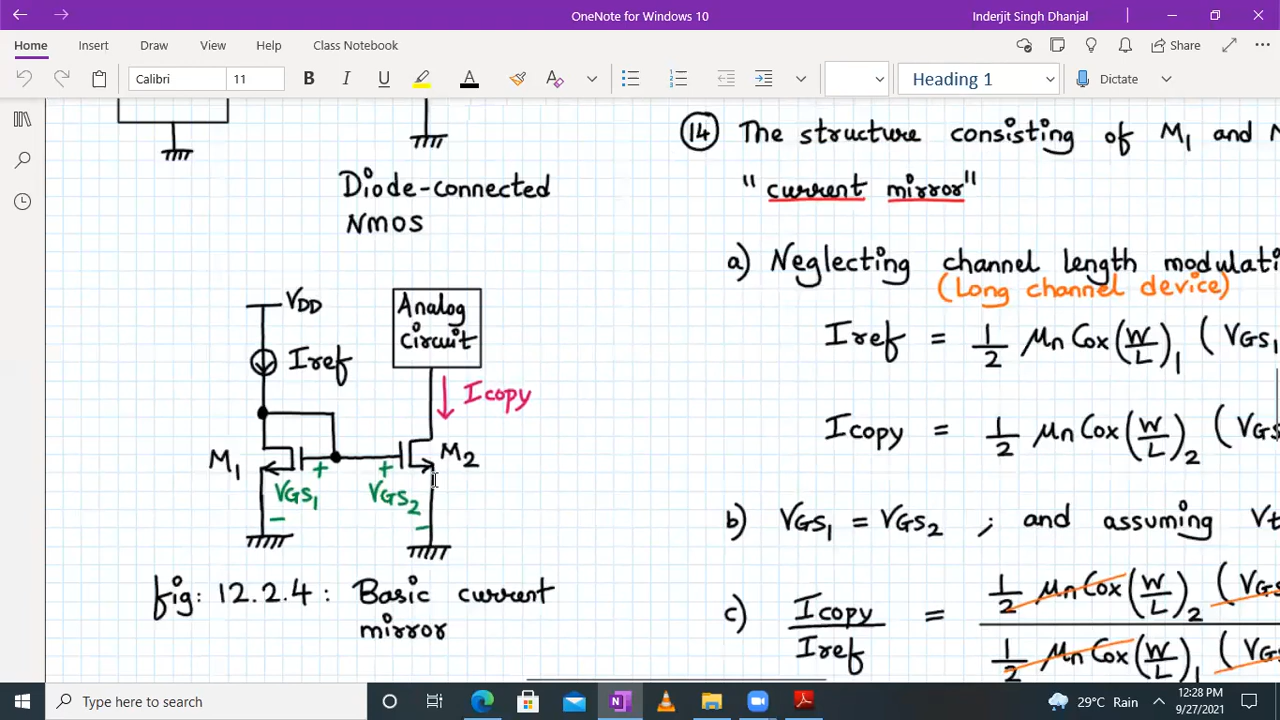 OneNote for Windows 10
Inderjit Singh Dhanjal
Home Insert Draw View Help Class Notebook
Share
Calibri 11 B I U A A Heading 1 Dictate
Diode-connected
NMOS
VDD
Iref
Analog
circuit
Icopy
M1
M2
+ +
VGS1 VGS2
- -
fig: 12.2.4 : Basic current
mirror
14 The structure consisting of M1 and
"current mirror"
a) Neglecting channel length
(Long channel device)
Iref = 1/2 μn Cox (W/L)1 (VGS1
Icopy = 1/2 μn Cox (W/L)2 (
b) VGS1 = VGS2 ; and assuming
c) Icopy/Iref = 1/2 μn Cox (W/L)2 (
1/2 μn Cox (W/L)1 (
Type here to search
29°C Rain
12:28 PM
9/27/2021